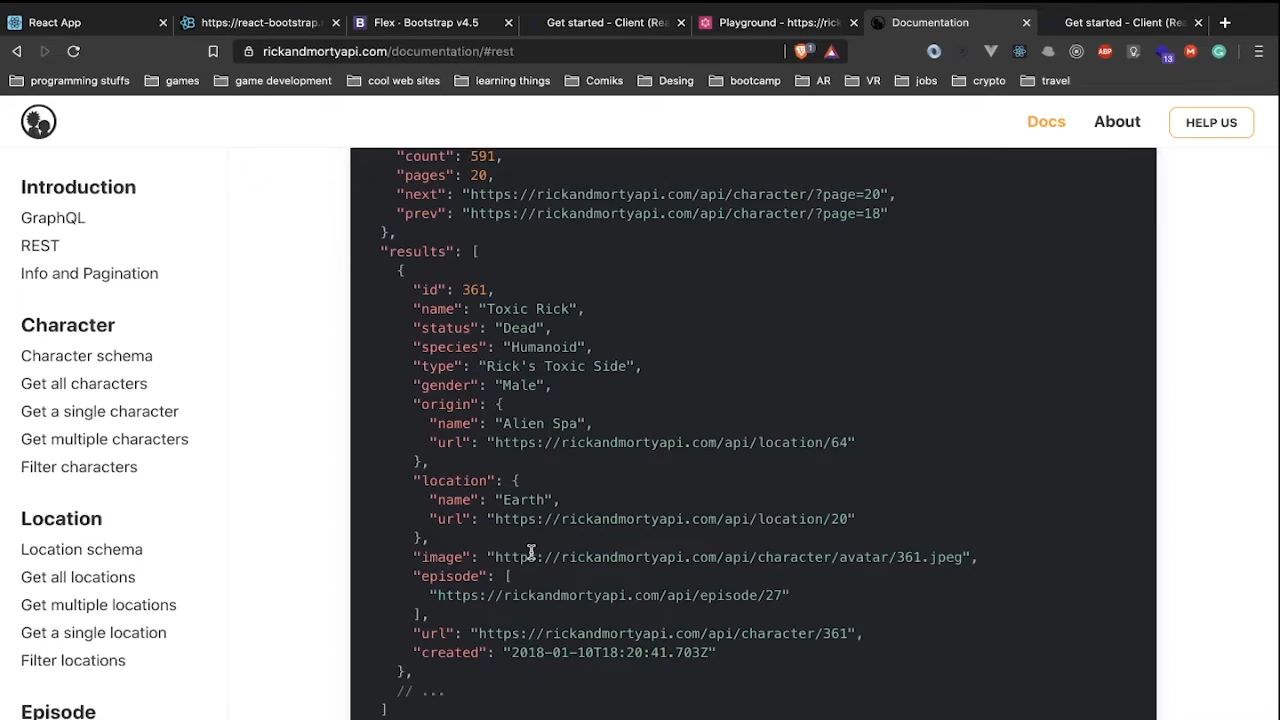 React App
https://react-bootstrap.
Flex · Bootstrap v4.5
Get started - Client (Rea
Playground - https://rick
Documentation
Get started - Client (Rea
rickandmortyapi.com/documentation/#rest
1
ABP
13
M
G
programming stuffs
games
game development
cool web sites
learning things
Comiks
Desing
bootcamp
AR
VR
jobs
crypto
travel
Docs
About
HELP US
Introduction
GraphQL
REST
Info and Pagination
Character
Character schema
Get all characters
Get a single character
Get multiple characters
Filter characters
Location
Location schema
Get all locations
Get multiple locations
Get a single location
Filter locations
Episode
"count": 591,
"pages": 20,
"next": "https://rickandmortyapi.com/api/character/?page=20",
"prev": "https://rickandmortyapi.com/api/character/?page=18"
},
"results": [
{
"id": 361,
"name": "Toxic Rick",
"status": "Dead",
"species": "Humanoid",
"type": "Rick's Toxic Side",
"gender": "Male",
"origin": {
"name": "Alien Spa",
"url": "https://rickandmortyapi.com/api/location/64"
},
"location": {
"name": "Earth",
"url": "https://rickandmortyapi.com/api/location/20"
},
"image": "https://rickandmortyapi.com/api/character/avatar/361.jpeg",
"episode": [
"https://rickandmortyapi.com/api/episode/27"
],
"url": "https://rickandmortyapi.com/api/character/361",
"created": "2018-01-10T18:20:41.703Z"
},
// ...
]